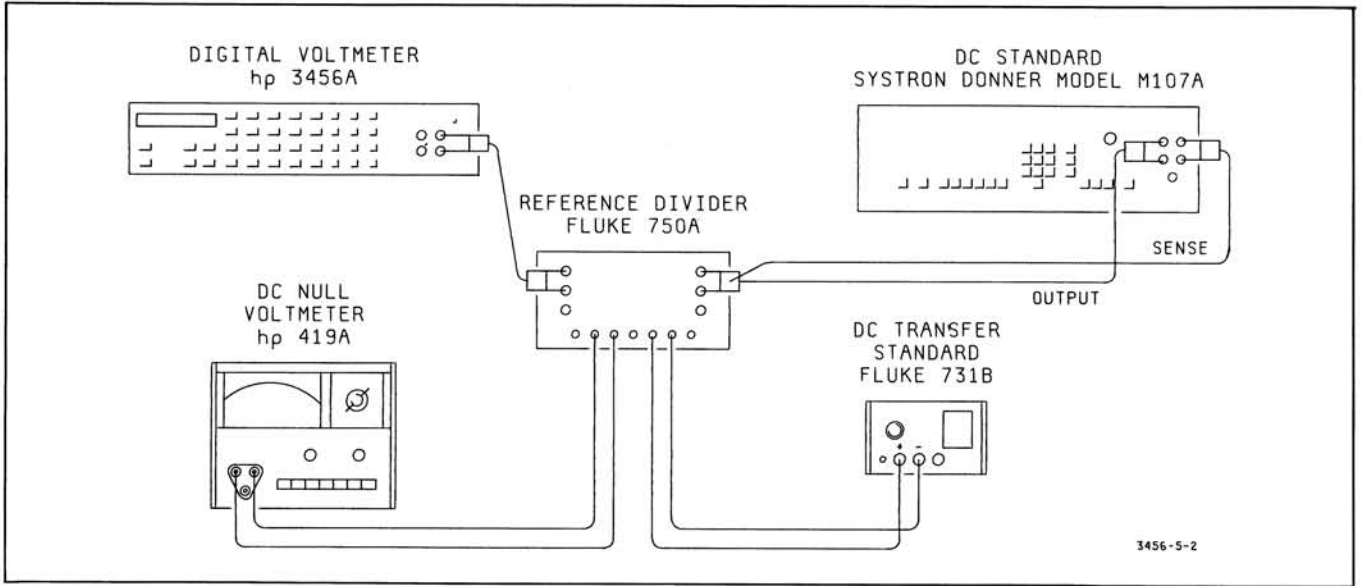 DIGITAL VOLTMETER
hp 3456A
DC STANDARD
SYSTRON DONNER MODEL M107A
REFERENCE DIVIDER
FLUKE 750A
SENSE
OUTPUT
DC NULL
VOLTMETER
hp 419A
DC TRANSFER
STANDARD
FLUKE 731B
+ -
3456-5-2